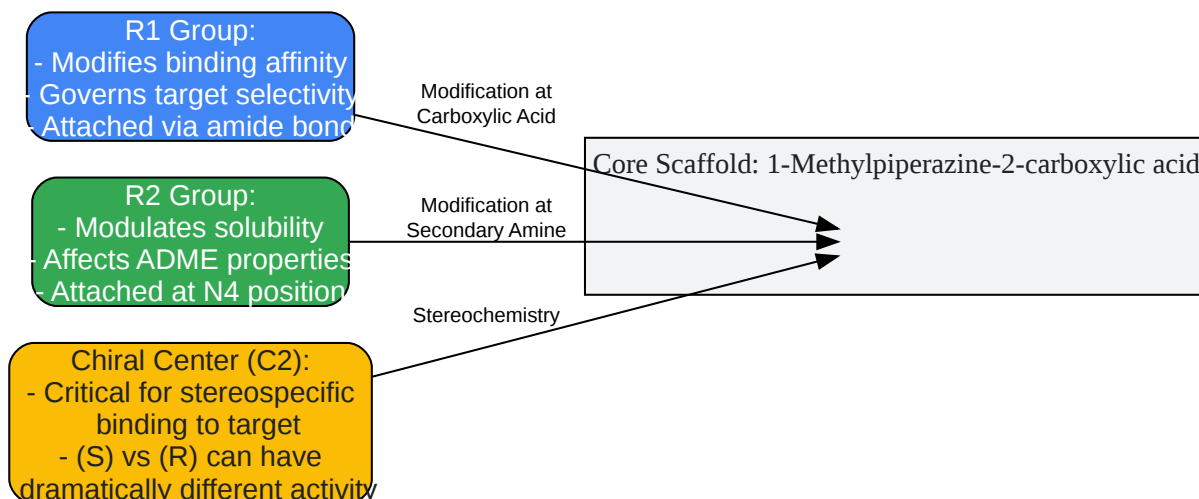 R1 Group:
- Modifies binding affinity
- Governs target selectivity
- Attached via amide bond
Modification at
Carboxylic Acid
Core Scaffold: 1-Methylpiperazine-2-carboxylic acid
R2 Group:
- Modulates solubility
- Affects ADME properties
- Attached at N4 position
Modification at
Secondary Amine
Stereochemistry
Chiral Center (C2):
- Critical for stereospecific
binding to target
- (S) vs (R) can have
dramatically different activity